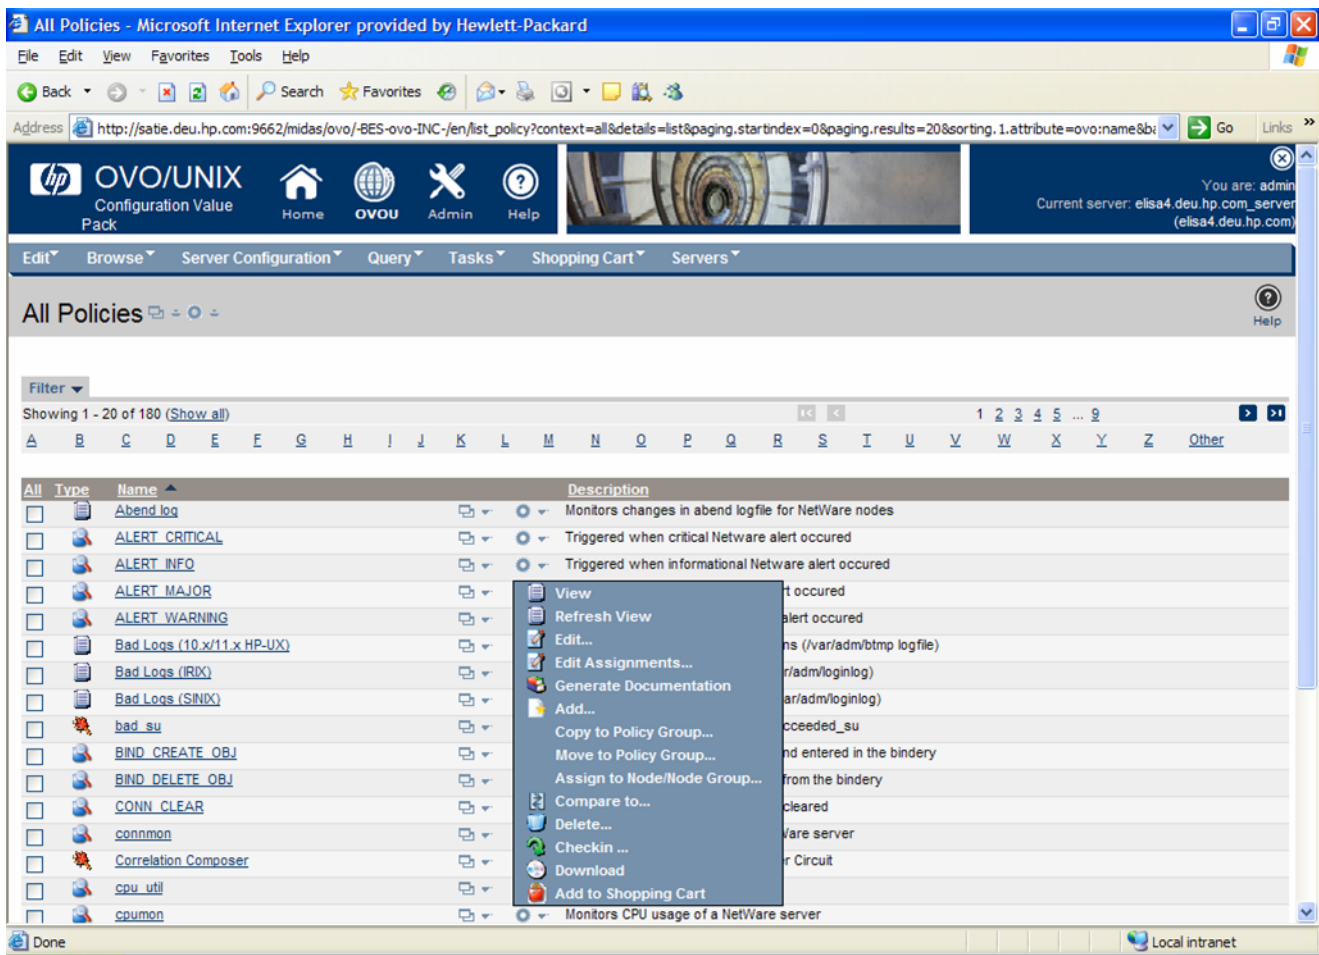 All Policies - Microsoft Internet Explorer provided by Hewlett-Packard
File Edit View Favorites Tools Help
Back Search Favorites
Address http://satie.deu.hp.com:9662/midas/ovo/-BES-ovo-INC-/en/list_policy?context=all&details=list&paging.startindex=0&paging.results=20&sorting.1.attribute=ovo:name&b Go Links »
hp OVO/UNIX
Configuration Value
Pack
Home OVOU Admin Help
You are: admin
Current server: elisa4.deu.hp.com_server
(elisa4.deu.hp.com)
Edit Browse Server Configuration Query Tasks Shopping Cart Servers
All Policies
Help
Filter
Showing 1 - 20 of 180 (Show all) 1 2 3 4 5 ... 9
A B C D E F G H I J K L M N O P Q R S T U V W X Y Z Other
All Type Name Description
Abend log Monitors changes in abend logfile for NetWare nodes
ALERT_CRITICAL Triggered when critical Netware alert occured
ALERT_INFO Triggered when informational Netware alert occured
ALERT_MAJOR rt occured
ALERT_WARNING alert occured
Bad Logs (10.x/11.x HP-UX) ns (/var/adm/btmp logfile)
Bad Logs (IRIX) r/adm/loginlog)
Bad Logs (SINIX) ar/adm/loginlog)
bad_su cceeded_su
BIND_CREATE_OBJ nd entered in the bindery
BIND_DELETE_OBJ from the bindery
CONN_CLEAR cleared
connmon Vare server
Correlation Composer r Circuit
cpu_util
cpumon Monitors CPU usage of a NetWare server
View
Refresh View
Edit...
Edit Assignments...
Generate Documentation
Add...
Copy to Policy Group...
Move to Policy Group...
Assign to Node/Node Group...
Compare to...
Delete...
Checkin ...
Download
Add to Shopping Cart
Done Local intranet